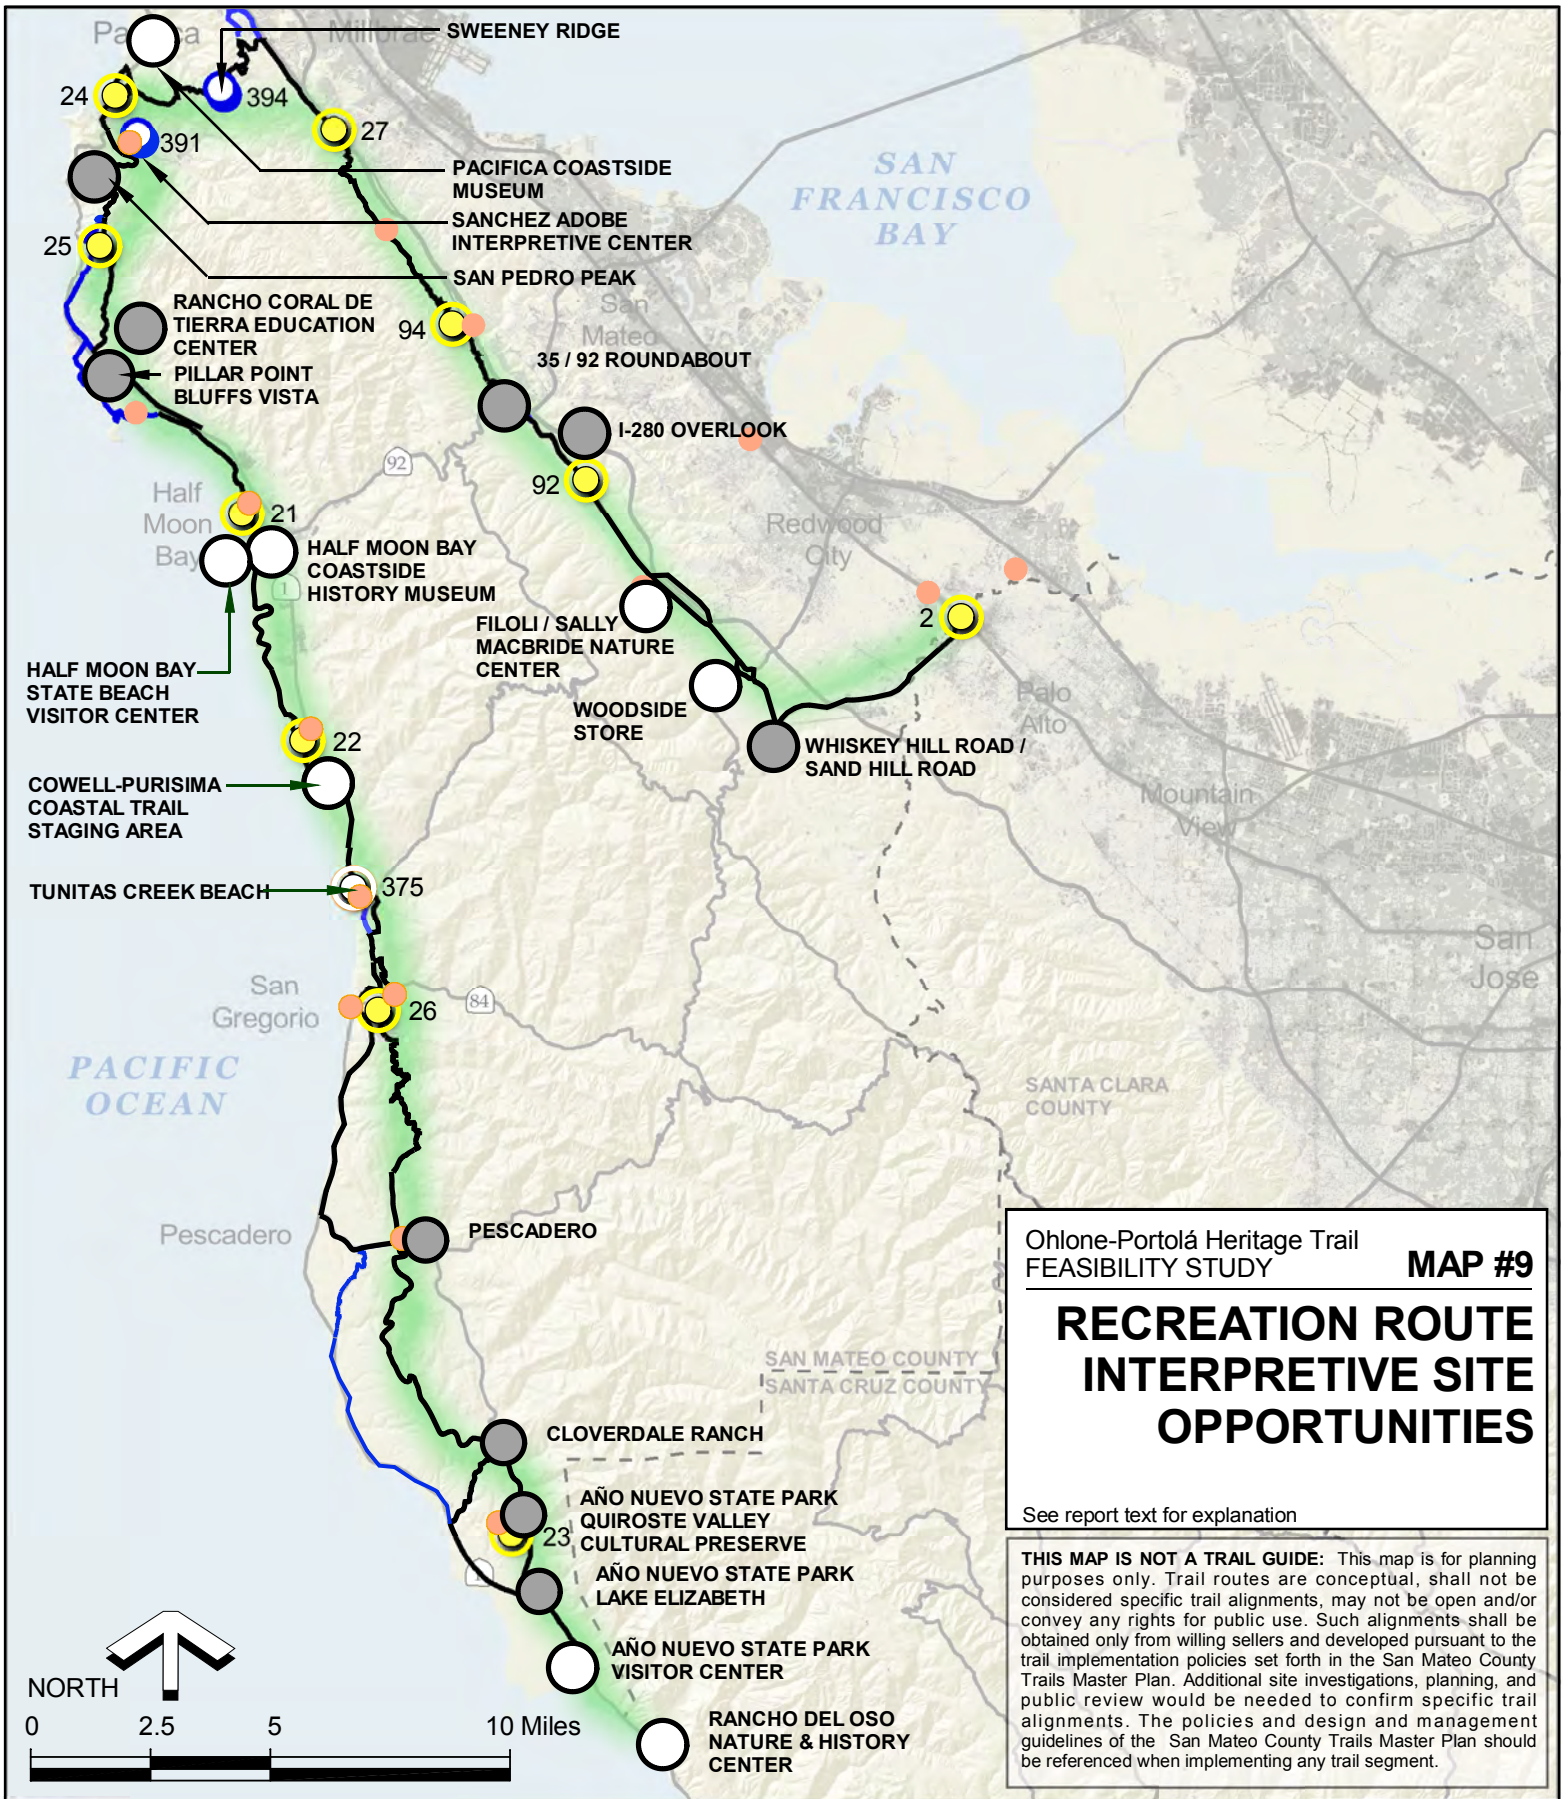 Millbrae
SWEENEY RIDGE
24
394
27
391
PACIFICA COASTSIDE
MUSEUM
SANCHEZ ADOBE
INTERPRETIVE CENTER
SAN PEDRO PEAK
SAN
FRANCISCO
BAY
25
RANCHO CORAL DE
TIERRA EDUCATION
CENTER
PILLAR POINT
BLUFFS VISTA
94
San
Mateo
35 / 92 ROUNDABOUT
I-280 OVERLOOK
92
92
Half
Moon
Bay
21
HALF MOON BAY
COASTSIDE
HISTORY MUSEUM
1
Redwood
City
2
FILOLI / SALLY
MACBRIDE NATURE
CENTER
HALF MOON BAY
STATE BEACH
VISITOR CENTER
WOODSIDE
STORE
Palo
Alto
WHISKEY HILL ROAD /
SAND HILL ROAD
22
COWELL-PURISIMA
COASTAL TRAIL
STAGING AREA
Mountain
View
TUNITAS CREEK BEACH
375
San
Jose
San
Gregorio
26
84
PACIFIC
OCEAN
SANTA CLARA
COUNTY
Pescadero
PESCADERO
SAN MATEO COUNTY
SANTA CRUZ COUNTY
CLOVERDALE RANCH
AÑO NUEVO STATE PARK
QUIROSTE VALLEY
CULTURAL PRESERVE
23
1
AÑO NUEVO STATE PARK
LAKE ELIZABETH
AÑO NUEVO STATE PARK
VISITOR CENTER
RANCHO DEL OSO
NATURE & HISTORY
CENTER
NORTH
0 2.5 5 10 Miles
Ohlone-Portolá Heritage Trail
FEASIBILITY STUDY MAP #9
RECREATION ROUTE
INTERPRETIVE SITE
OPPORTUNITIES
See report text for explanation
THIS MAP IS NOT A TRAIL GUIDE: This map is for planning
purposes only. Trail routes are conceptual, shall not be
considered specific trail alignments, may not be open and/or
convey any rights for public use. Such alignments shall be
obtained only from willing sellers and developed pursuant to the
trail implementation policies set forth in the San Mateo County
Trails Master Plan. Additional site investigations, planning, and
public review would be needed to confirm specific trail
alignments. The policies and design and management
guidelines of the San Mateo County Trails Master Plan should
be referenced when implementing any trail segment.